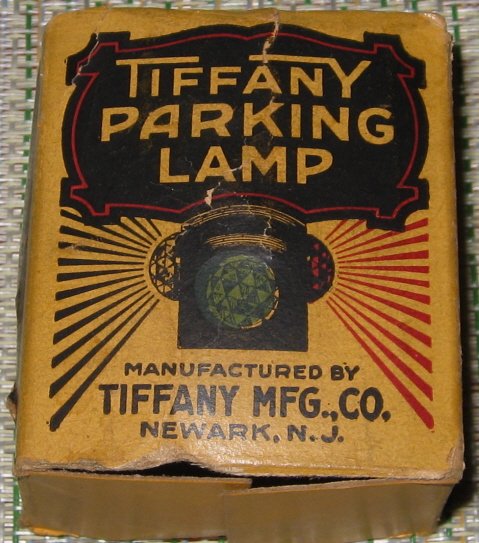 TIFFANY
PARKING
LAMP
MANUFACTURED BY
TIFFANY MFG., CO.
NEWARK, N. J.